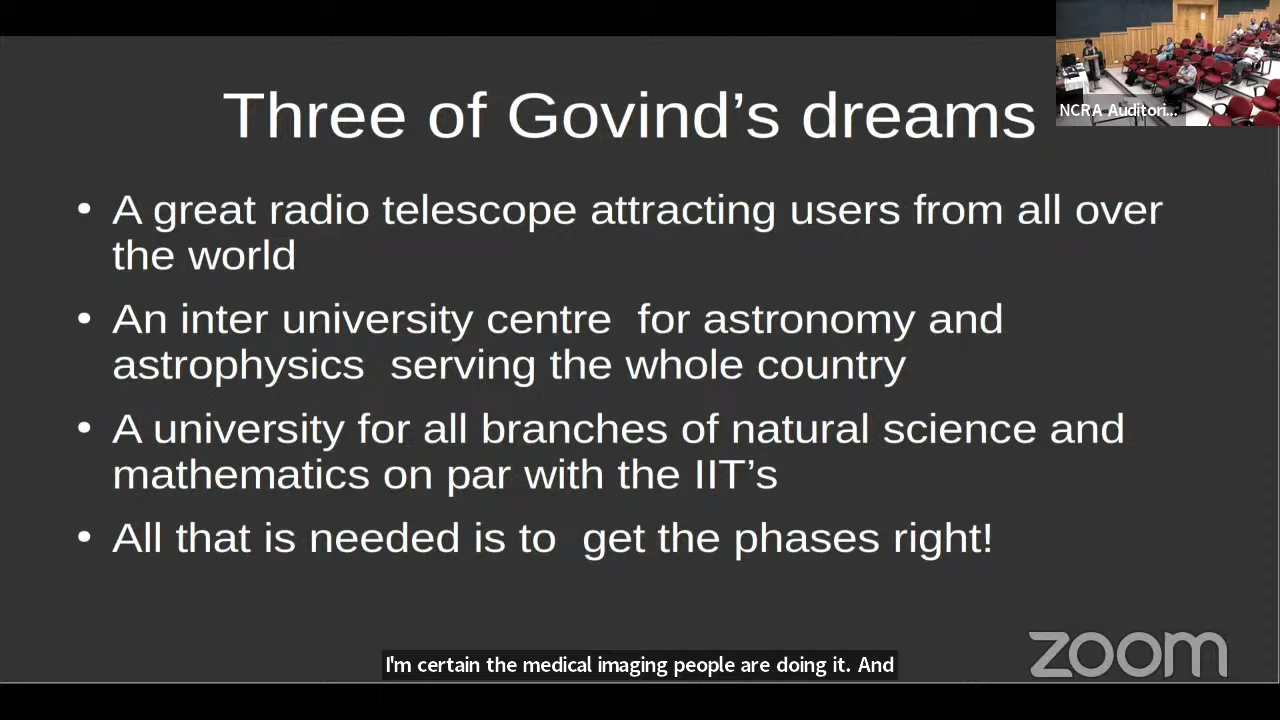 Three of Govind’s dreams
NCRA Auditori...
• A great radio telescope attracting users from all over
the world
• An inter university centre  for astronomy and
astrophysics  serving the whole country
• A university for all branches of natural science and
mathematics on par with the IIT’s
• All that is needed is to  get the phases right!
zoom
I'm certain the medical imaging people are doing it. And